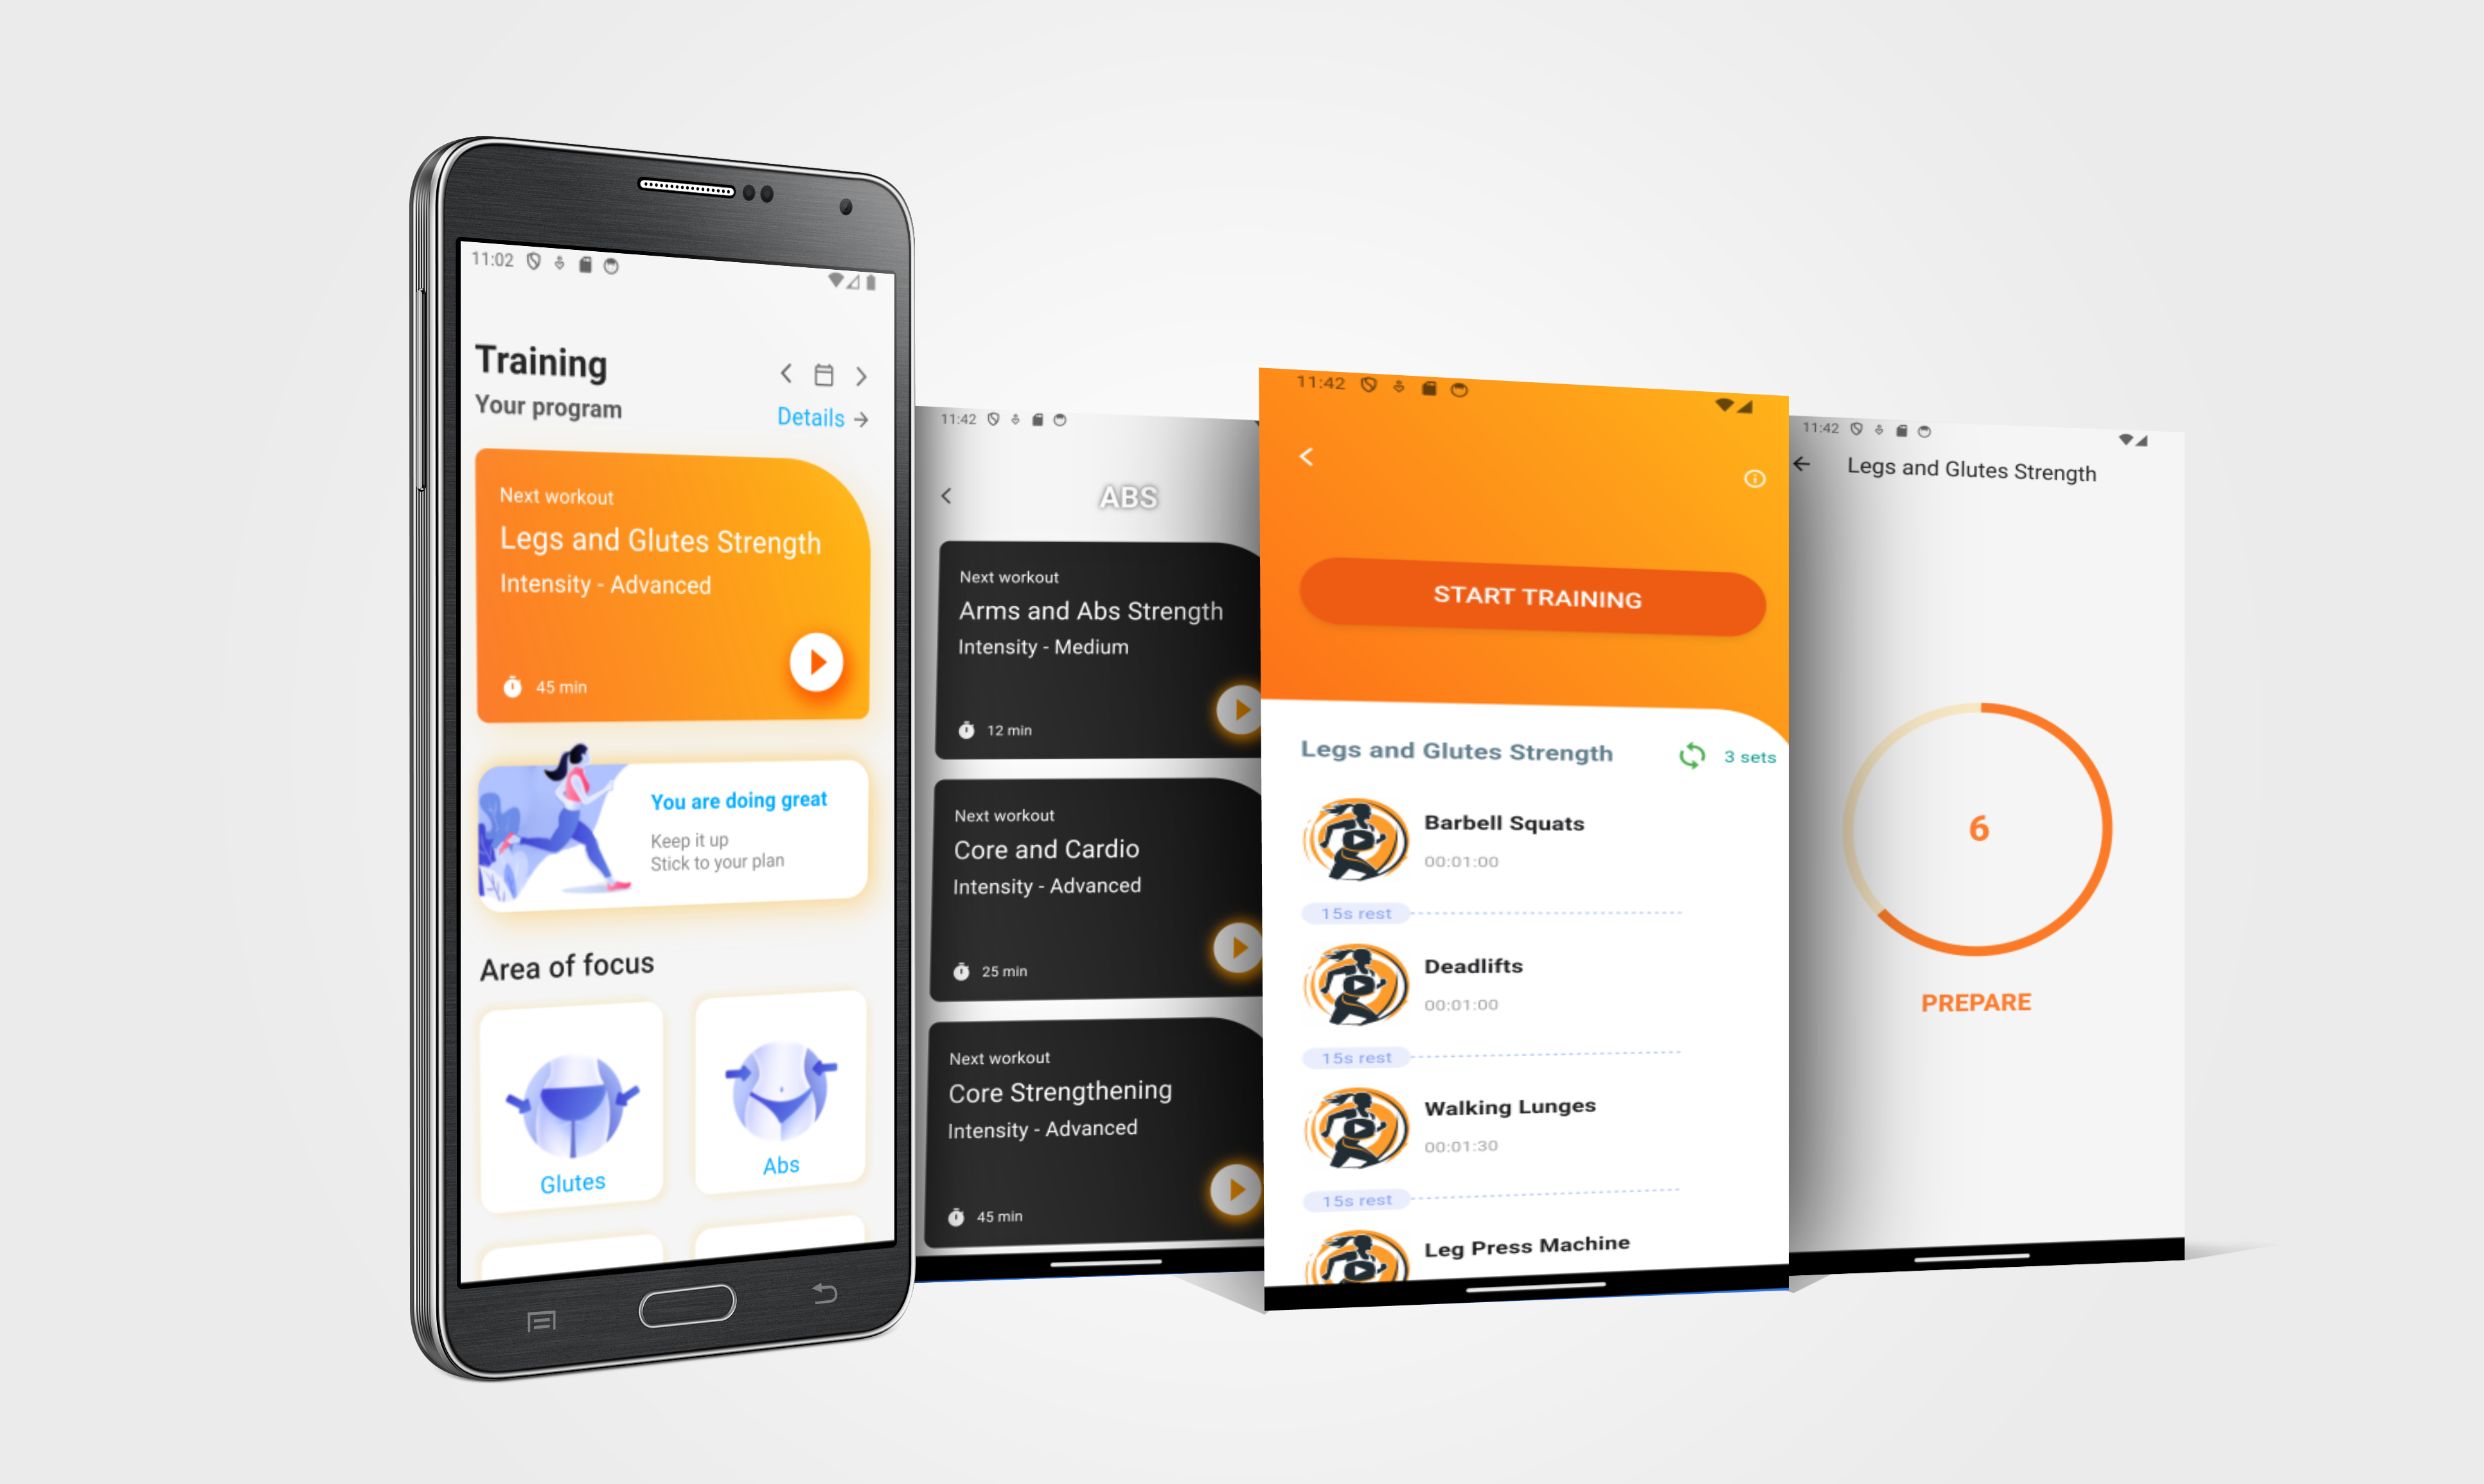 11:02
Training
Your program
Details
Next workout
Legs and Glutes Strength
Intensity - Advanced
45 min
You are doing great
Keep it up
Stick to your plan
Area of focus
Glutes
Abs
11:42
ABS
Next workout
Arms and Abs Strength
Intensity - Medium
12 min
Next workout
Core and Cardio
Intensity - Advanced
25 min
Next workout
Core Strengthening
Intensity - Advanced
45 min
11:42
START TRAINING
Legs and Glutes Strength
3 sets
Barbell Squats
00:01:00
15s rest
Deadlifts
00:01:00
15s rest
Walking Lunges
00:01:30
15s rest
Leg Press Machine
11:42
Legs and Glutes Strength
6
PREPARE